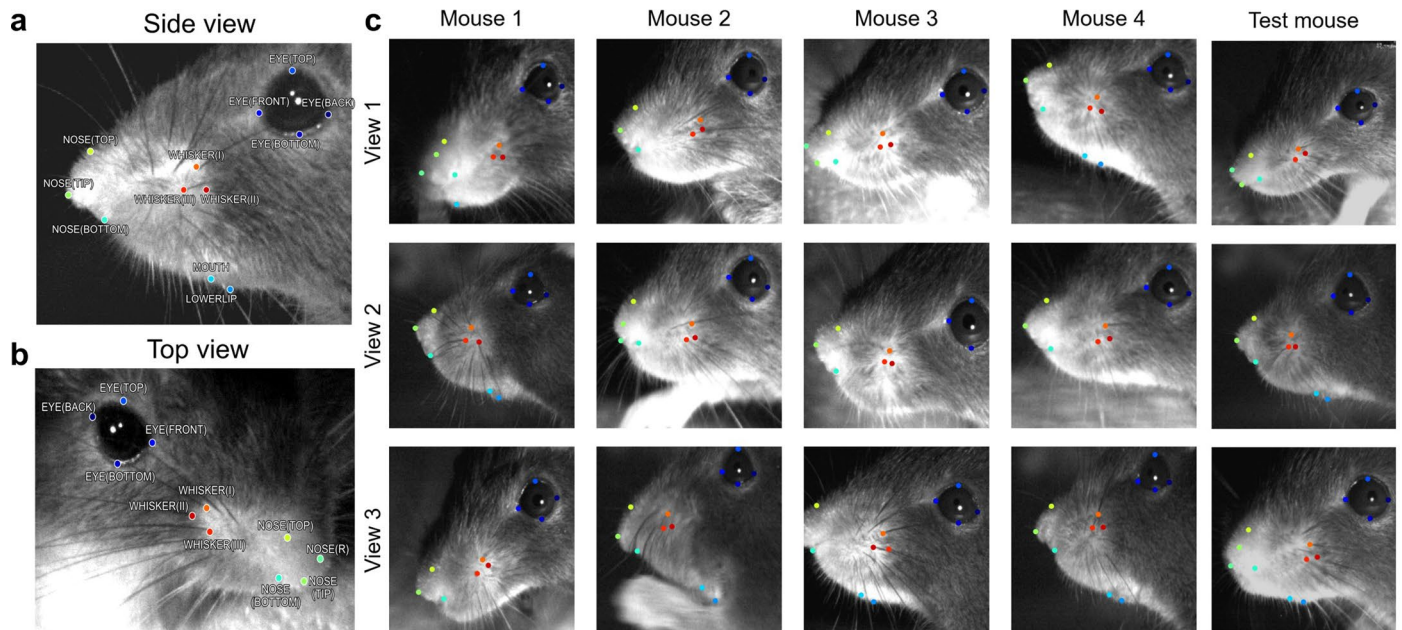 a
Side view
EYE(TOP)
EYE(FRONT)
EYE(BACK)
EYE(BOTTOM)
NOSE(TOP)
WHISKER(I)
NOSE(TIP)
WHISKER(III)
WHISKER(II)
NOSE(BOTTOM)
MOUTH
LOWERLIP
b
Top view
EYE(TOP)
EYE(BACK)
EYE(FRONT)
EYE(BOTTOM)
WHISKER(I)
WHISKER(II)
NOSE(TOP)
WHISKER(III)
NOSE(R)
NOSE
(BOTTOM)
NOSE
(TIP)
c
Mouse 1
Mouse 2
Mouse 3
Mouse 4
Test mouse
View 1
View 2
View 3